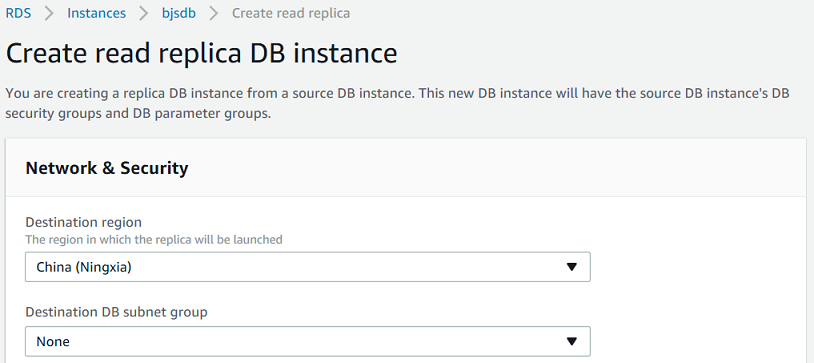 RDS > Instances > bjsdb > Create read replica
Create read replica DB instance
You are creating a replica DB instance from a source DB instance. This new DB instance will have the source DB instance's DB
security groups and DB parameter groups.
Network & Security
Destination region
The region in which the replica will be launched
China (Ningxia)
Destination DB subnet group
None